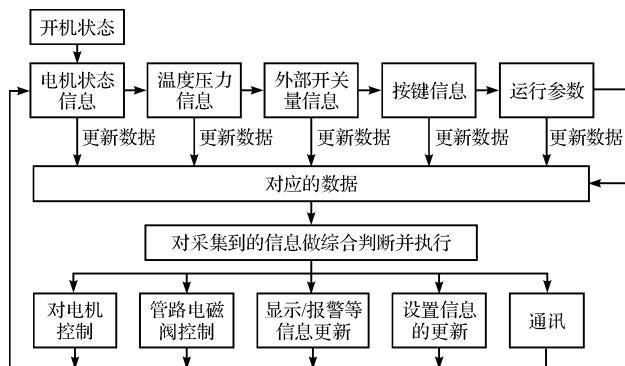 开机状态
电机状态
信息
温度压力
信息
外部开关
量信息
按键信息
运行参数
更新数据
更新数据
更新数据
更新数据
更新数据
对应的数据
对采集到的信息做综合判断并执行
对电机
控制
管路电磁
阀控制
显示/报警等
信息更新
设置信息
的更新
通讯